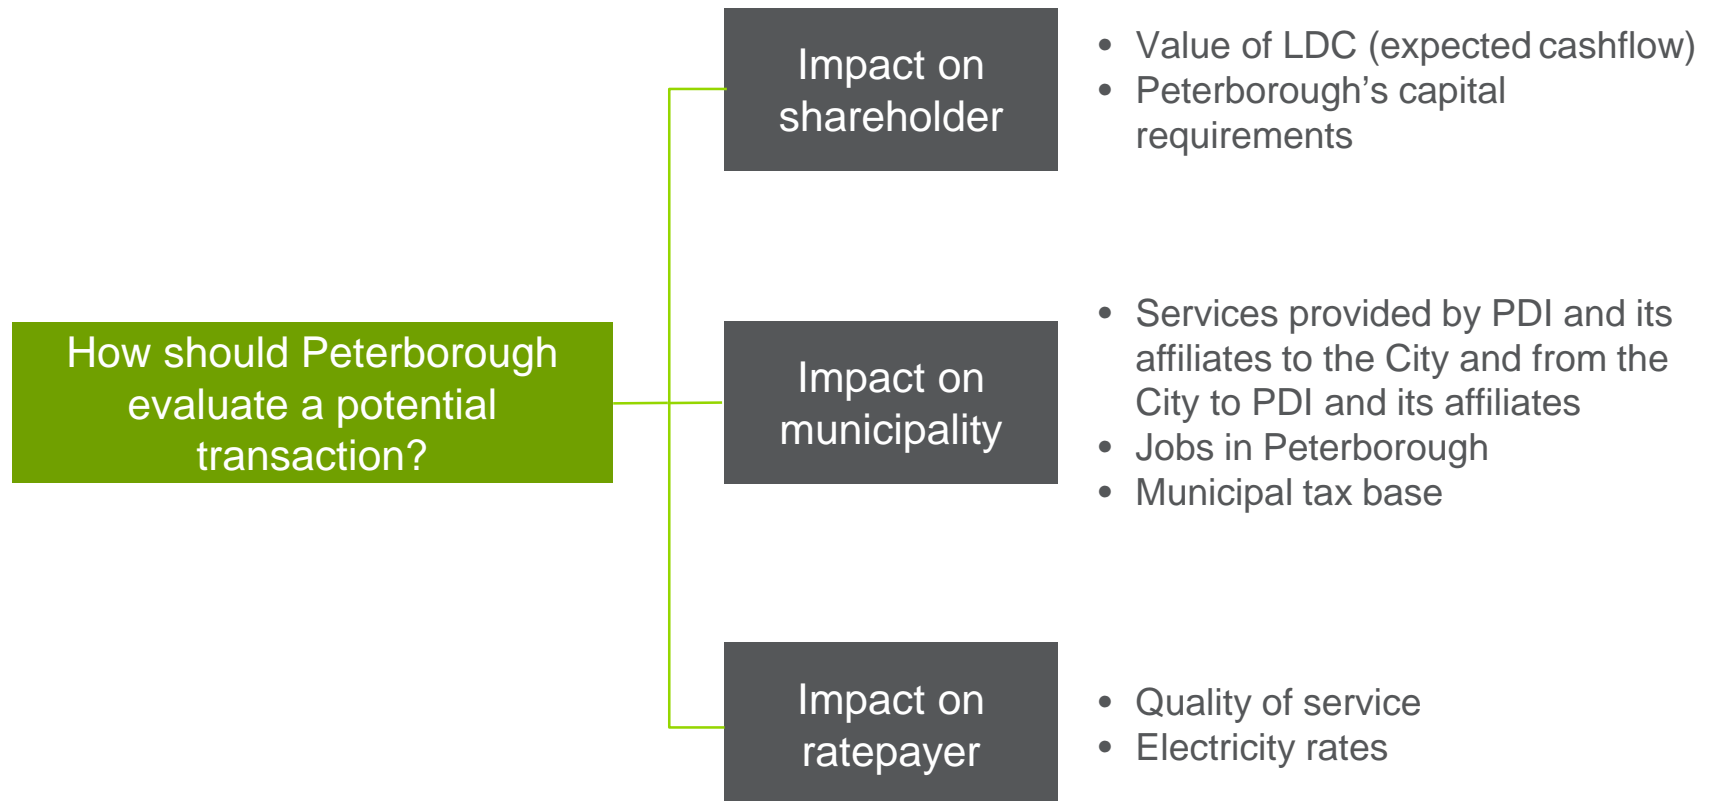 How should Peterborough
evaluate a potential
transaction?
Impact on
shareholder
• Value of LDC (expected cashflow)
• Peterborough’s capital
requirements
Impact on
municipality
• Services provided by PDI and its
affiliates to the City and from the
City to PDI and its affiliates
• Jobs in Peterborough
• Municipal tax base
Impact on
ratepayer
• Quality of service
• Electricity rates